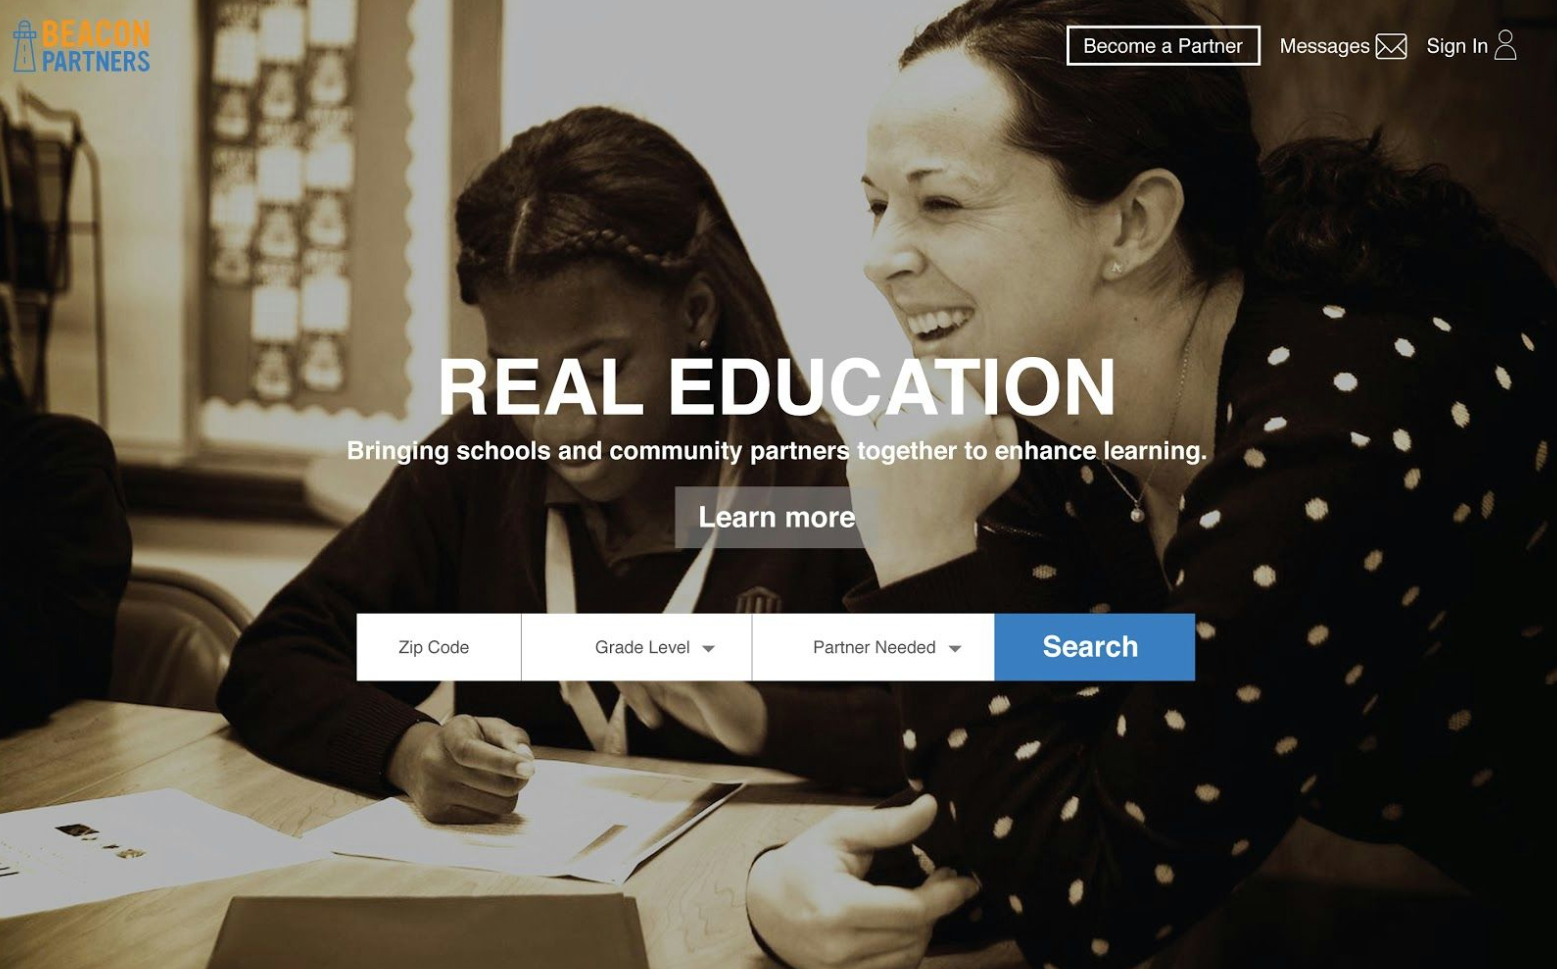 BEACON
PARTNERS
Become a Partner
Messages
Sign In
REAL EDUCATION
Bringing schools and community partners together to enhance learning.
Learn more
Zip Code
Grade Level
Partner Needed
Search